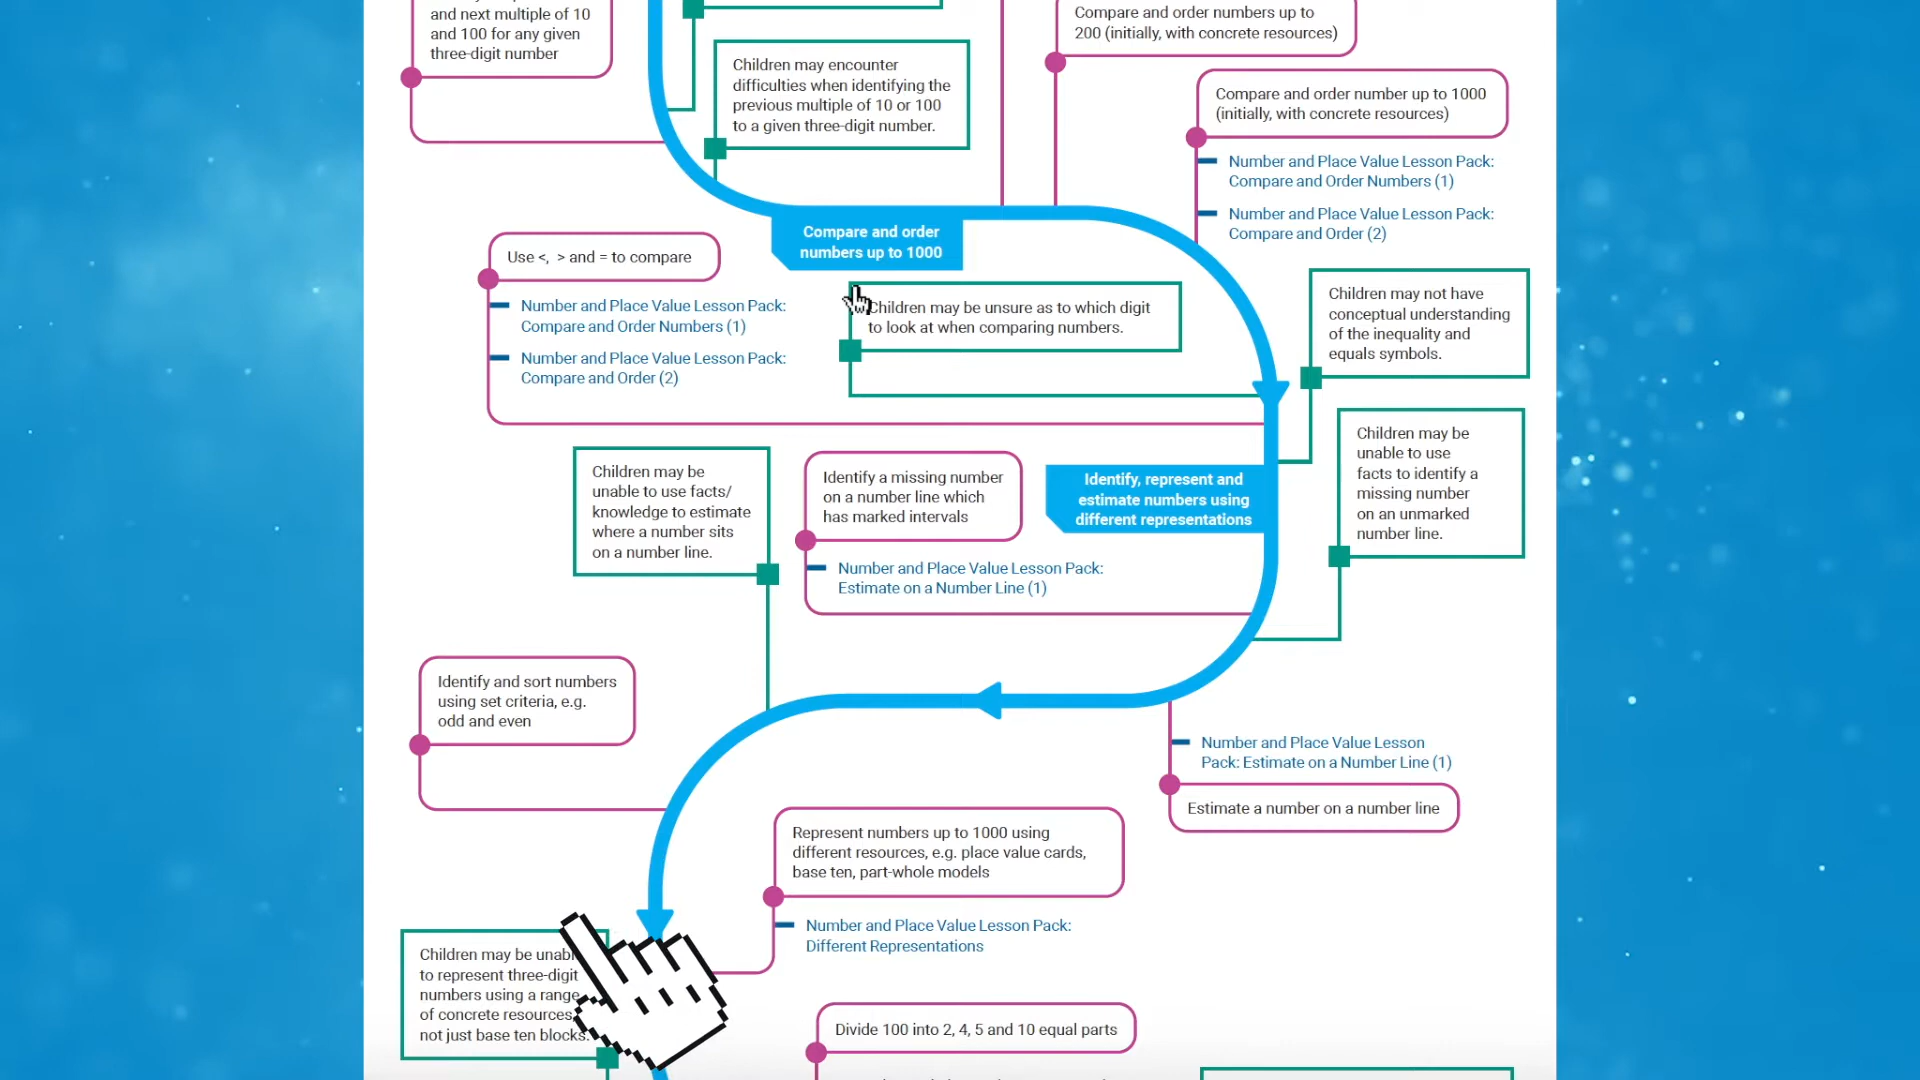 and next multiple of 10
and 100 for any given
three-digit number
Children may encounter
difficulties when identifying the
previous multiple of 10 or 100
to a given three-digit number.
Compare and order numbers up to
200 (initially, with concrete resources)
Compare and order number up to 1000
(initially, with concrete resources)
Number and Place Value Lesson Pack:
Compare and Order Numbers (1)
Number and Place Value Lesson Pack:
Compare and Order (2)
Compare and order
numbers up to 1000
Use <, > and = to compare
Number and Place Value Lesson Pack:
Compare and Order Numbers (1)
Number and Place Value Lesson Pack:
Compare and Order (2)
Children may be unsure as to which digit
to look at when comparing numbers.
Children may not have
conceptual understanding
of the inequality and
equals symbols.
Children may be
unable to use facts/
knowledge to estimate
where a number sits
on a number line.
Identify a missing number
on a number line which
has marked intervals
Number and Place Value Lesson Pack:
Estimate on a Number Line (1)
Identify, represent and
estimate numbers using
different representations
Children may be
unable to use
facts to identify a
missing number
on an unmarked
number line.
Identify and sort numbers
using set criteria, e.g.
odd and even
Number and Place Value Lesson
Pack: Estimate on a Number Line (1)
Estimate a number on a number line
Represent numbers up to 1000 using
different resources, e.g. place value cards,
base ten, part-whole models
Number and Place Value Lesson Pack:
Different Representations
Children may be unabl
to represent three-digit
numbers using a range
of concrete resources,
not just base ten blocks.
Divide 100 into 2, 4, 5 and 10 equal parts